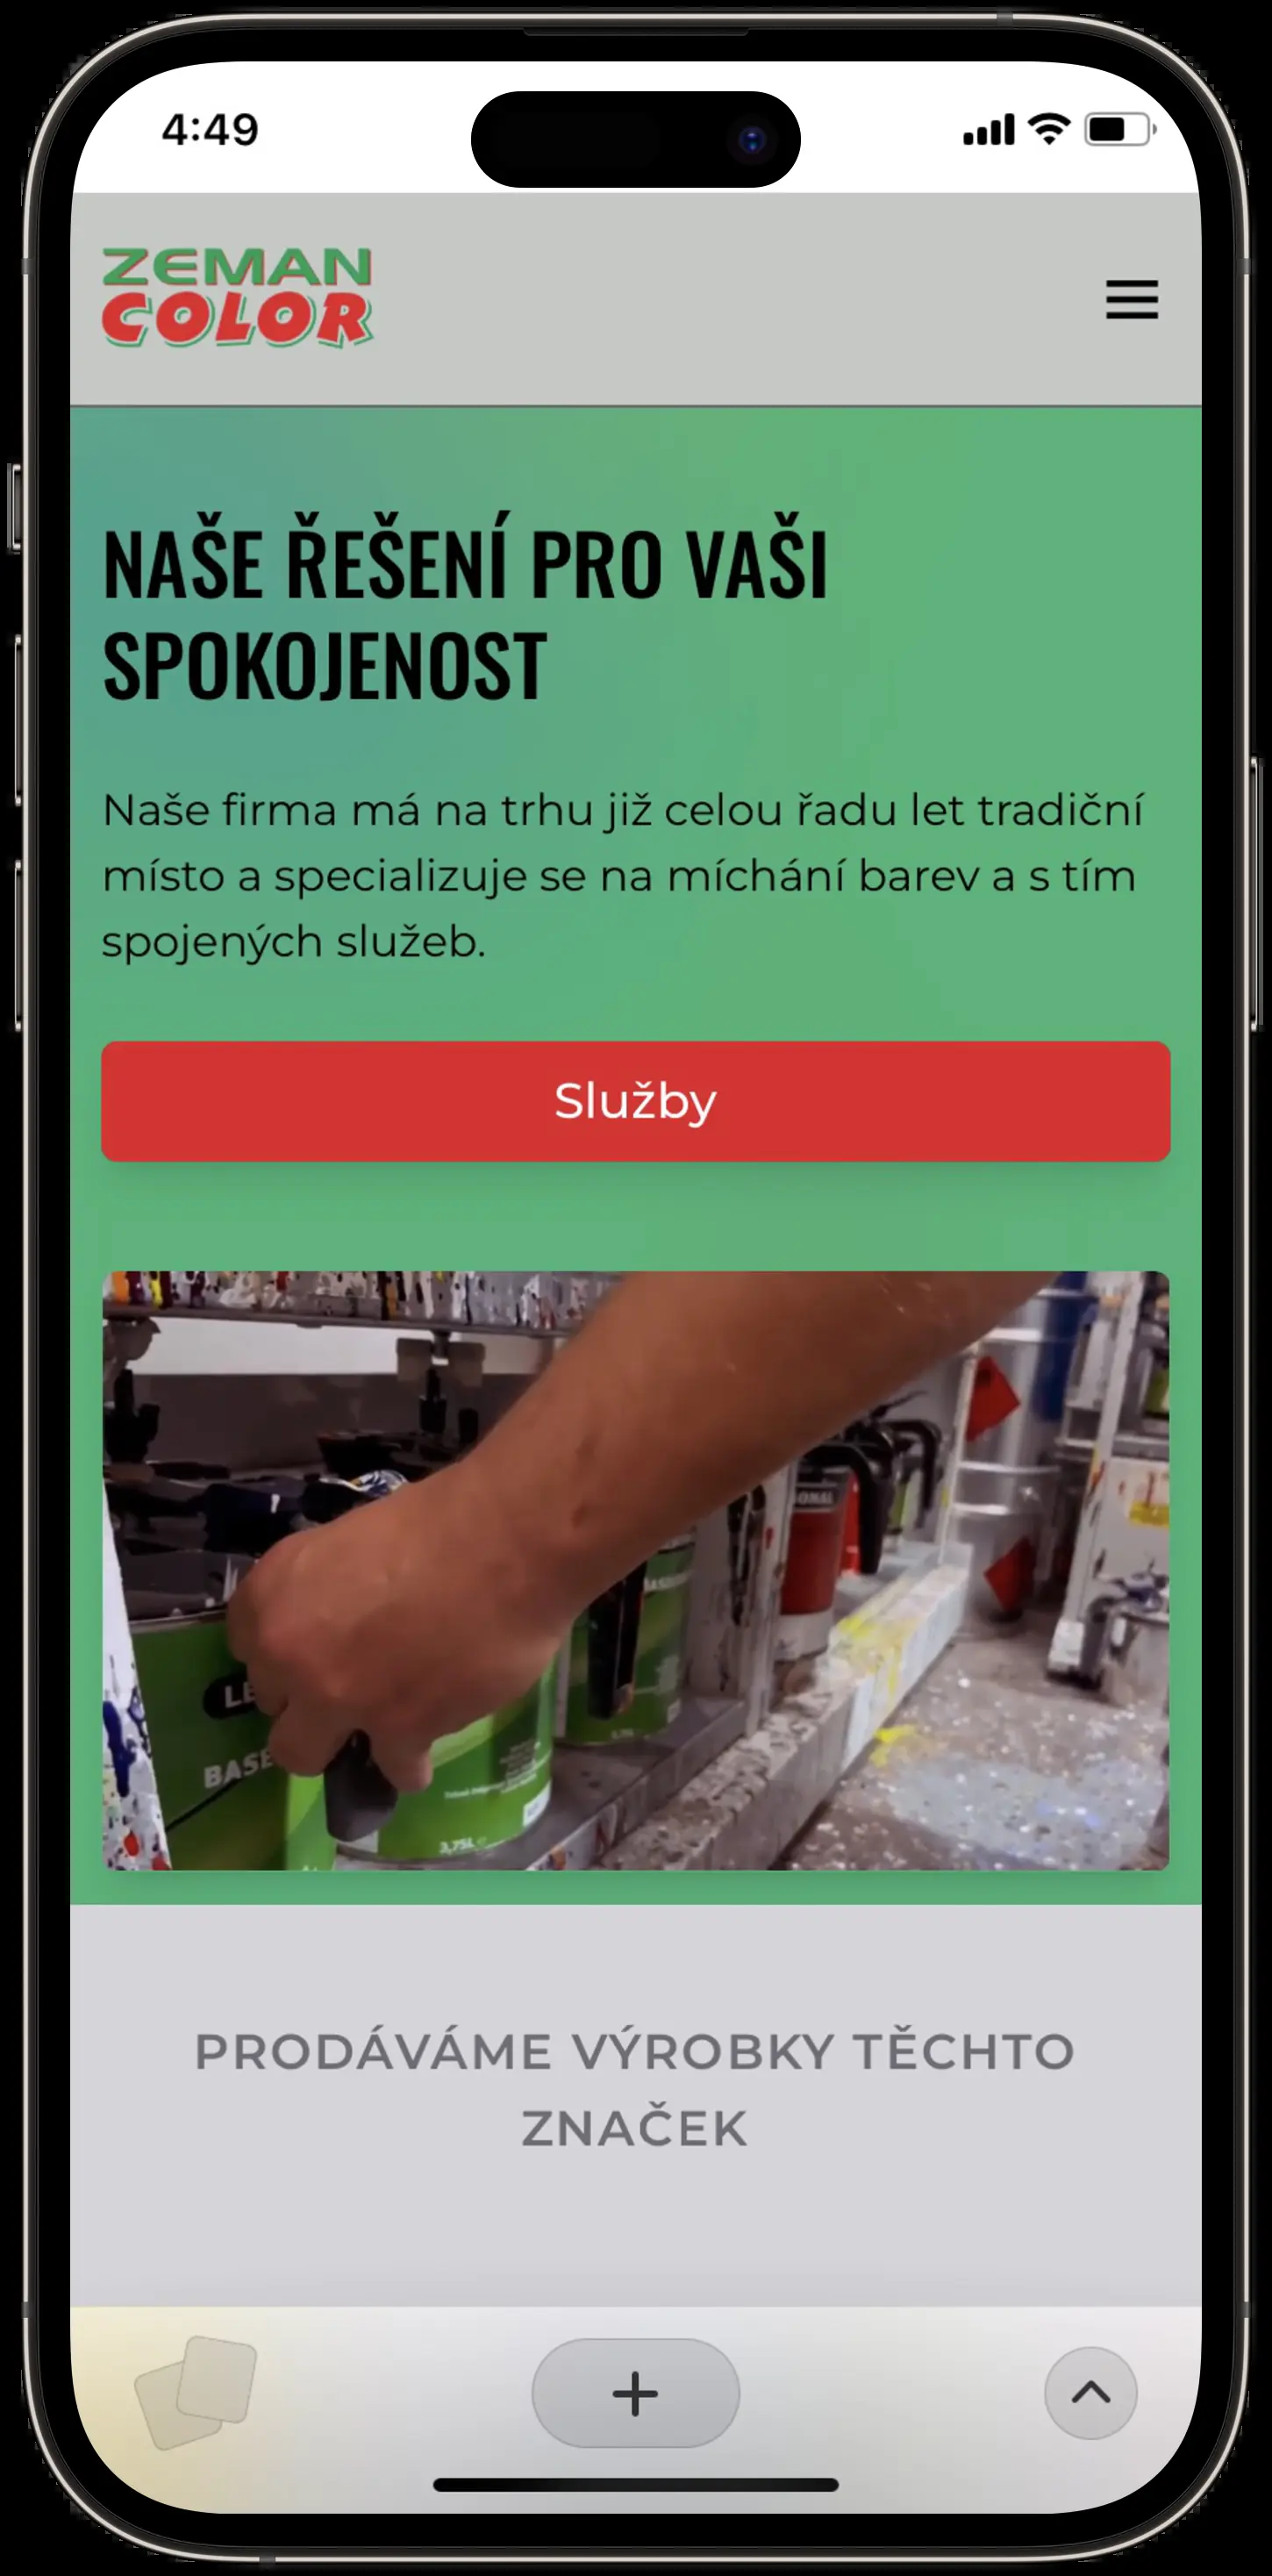 4:49
ZEMAN
COLOR
NAŠE ŘEŠENÍ PRO VAŠI
SPOKOJENOST
Naše firma má na trhu již celou řadu let tradiční
místo a specializuje se na míchání barev a s tím
spojených služeb.
Služby
LE
BASE
3,75L
PRODÁVÁME VÝROBKY TĚCHTO
ZNAČEK